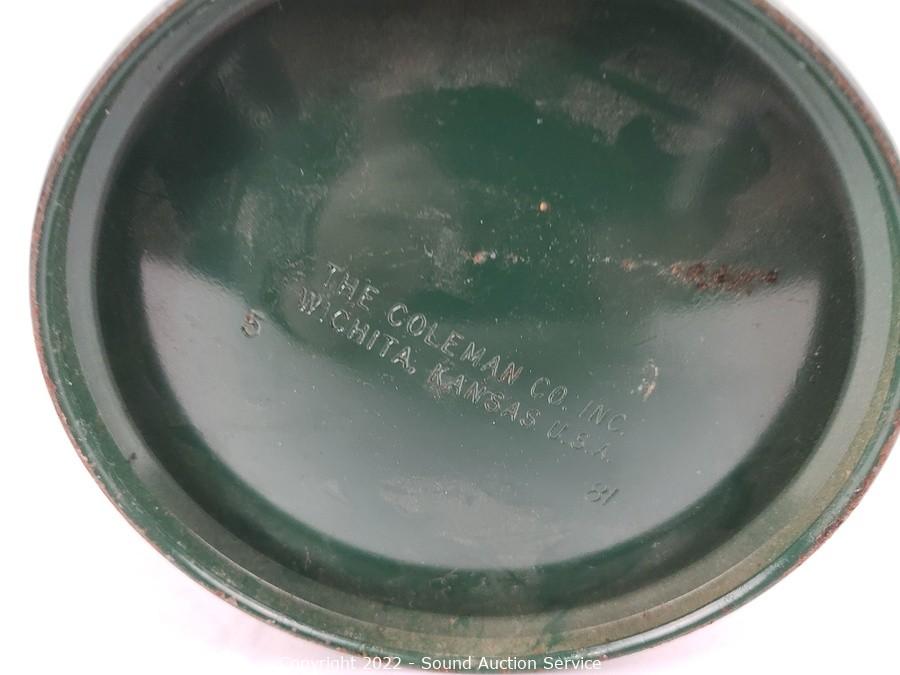 THE COLEMAN CO. INC.
WICHITA, KANSAS U.S.A.
5
81
Copyright 2022 - Sound Auction Service